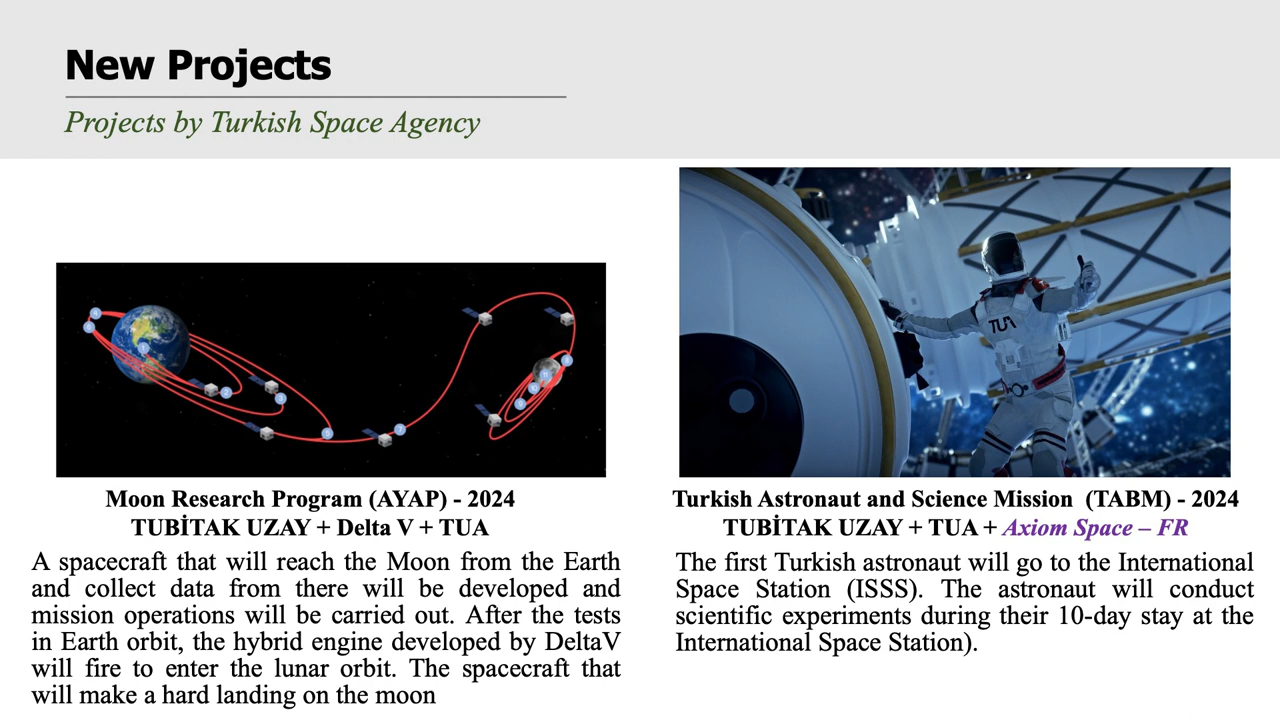 New Projects
Projects by Turkish Space Agency
Moon Research Program (AYAP) - 2024
TUBİTAK UZAY + Delta V + TUA
A spacecraft that will reach the Moon from the Earth
and collect data from there will be developed and
mission operations will be carried out. After the tests
in Earth orbit, the hybrid engine developed by DeltaV
will fire to enter the lunar orbit. The spacecraft that
will make a hard landing on the moon
TUA
Turkish Astronaut and Science Mission (TABM) - 2024
TUBİTAK UZAY + TUA + Axiom Space – FR
The first Turkish astronaut will go to the International
Space Station (ISSS). The astronaut will conduct
scientific experiments during their 10-day stay at the
International Space Station).